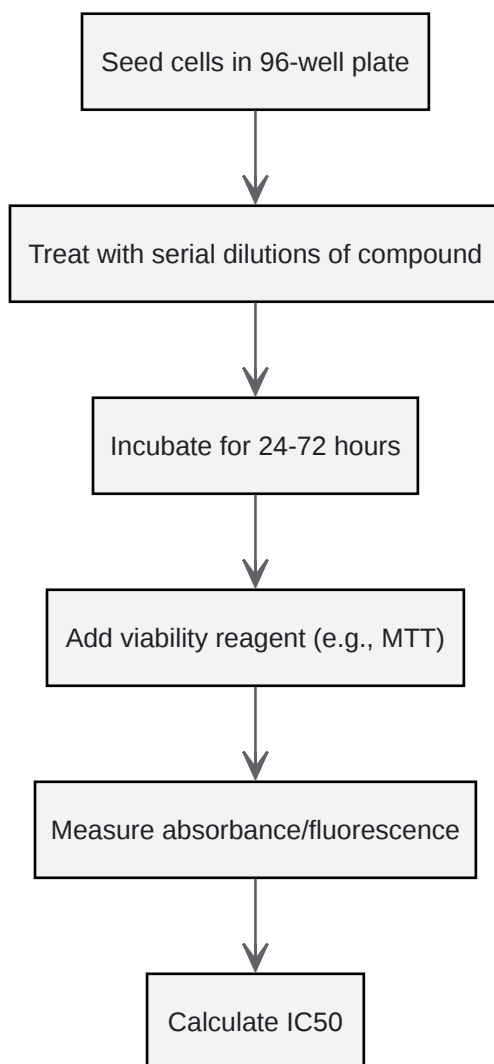 Seed cells in 96-well plate
Treat with serial dilutions of compound
Incubate for 24-72 hours
Add viability reagent (e.g., MTT)
Measure absorbance/fluorescence
Calculate IC50